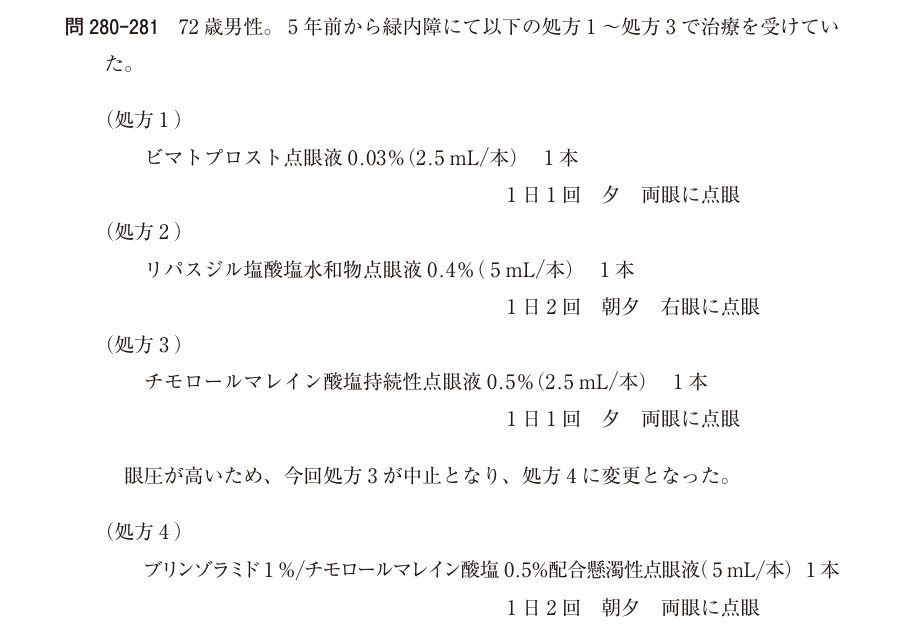 問 280-281　72 歳男性。5 年前から緑内障にて以下の処方 1 ～処方 3 で治療を受けてい
た。
（処方 1 ）
ビマトプロスト点眼液 0.03%（2.5 mL/本）　1 本
1 日 1 回　夕　両眼に点眼
（処方 2 ）
リパスジル塩酸塩水和物点眼液 0.4%（ 5 mL/本）　1 本
1 日 2 回　朝夕　右眼に点眼
（処方 3 ）
チモロールマレイン酸塩持続性点眼液 0.5%（2.5 mL/本）　1 本
1 日 1 回　夕　両眼に点眼
眼圧が高いため、今回処方 3 が中止となり、処方 4 に変更となった。
（処方 4 ）
ブリンゾラミド 1 %/チモロールマレイン酸塩 0.5%配合懸濁性点眼液（ 5 mL/本）　1 本
1 日 2 回　朝夕　両眼に点眼